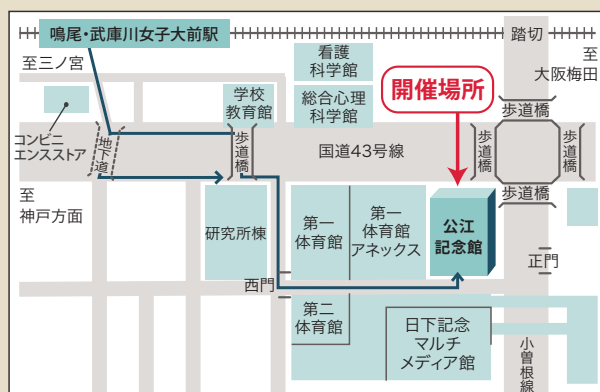 鳴尾・武庫川女子大前駅
踏切
至三ノ宮
至
大阪梅田
看護
科学館
学校
教育館
総合心理
科学館
開催場所
歩道橋
コンビニ
エンスストア
地下道
歩道橋
国道43号線
歩道橋
歩道橋
歩道橋
至
神戸方面
研究所棟
第一
体育館
第一
体育館
アネックス
公江
記念館
正門
西門
第二
体育館
日下記念
マルチ
メディア館
小曽根線